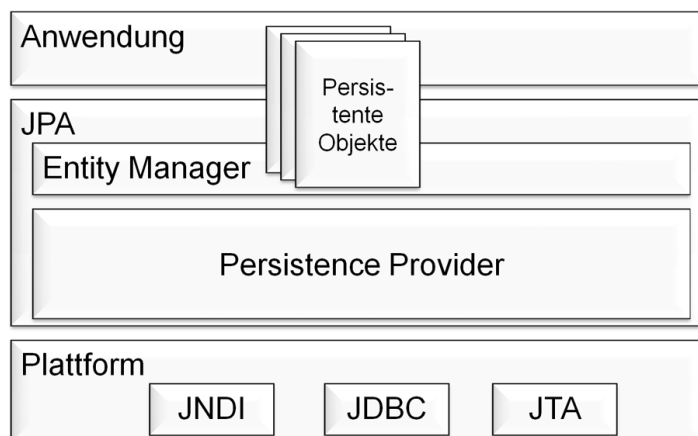 Anwendung
Persis-
tente
Objekte
JPA
Entity Manager
Persistence Provider
Plattform
JNDI
JDBC
JTA